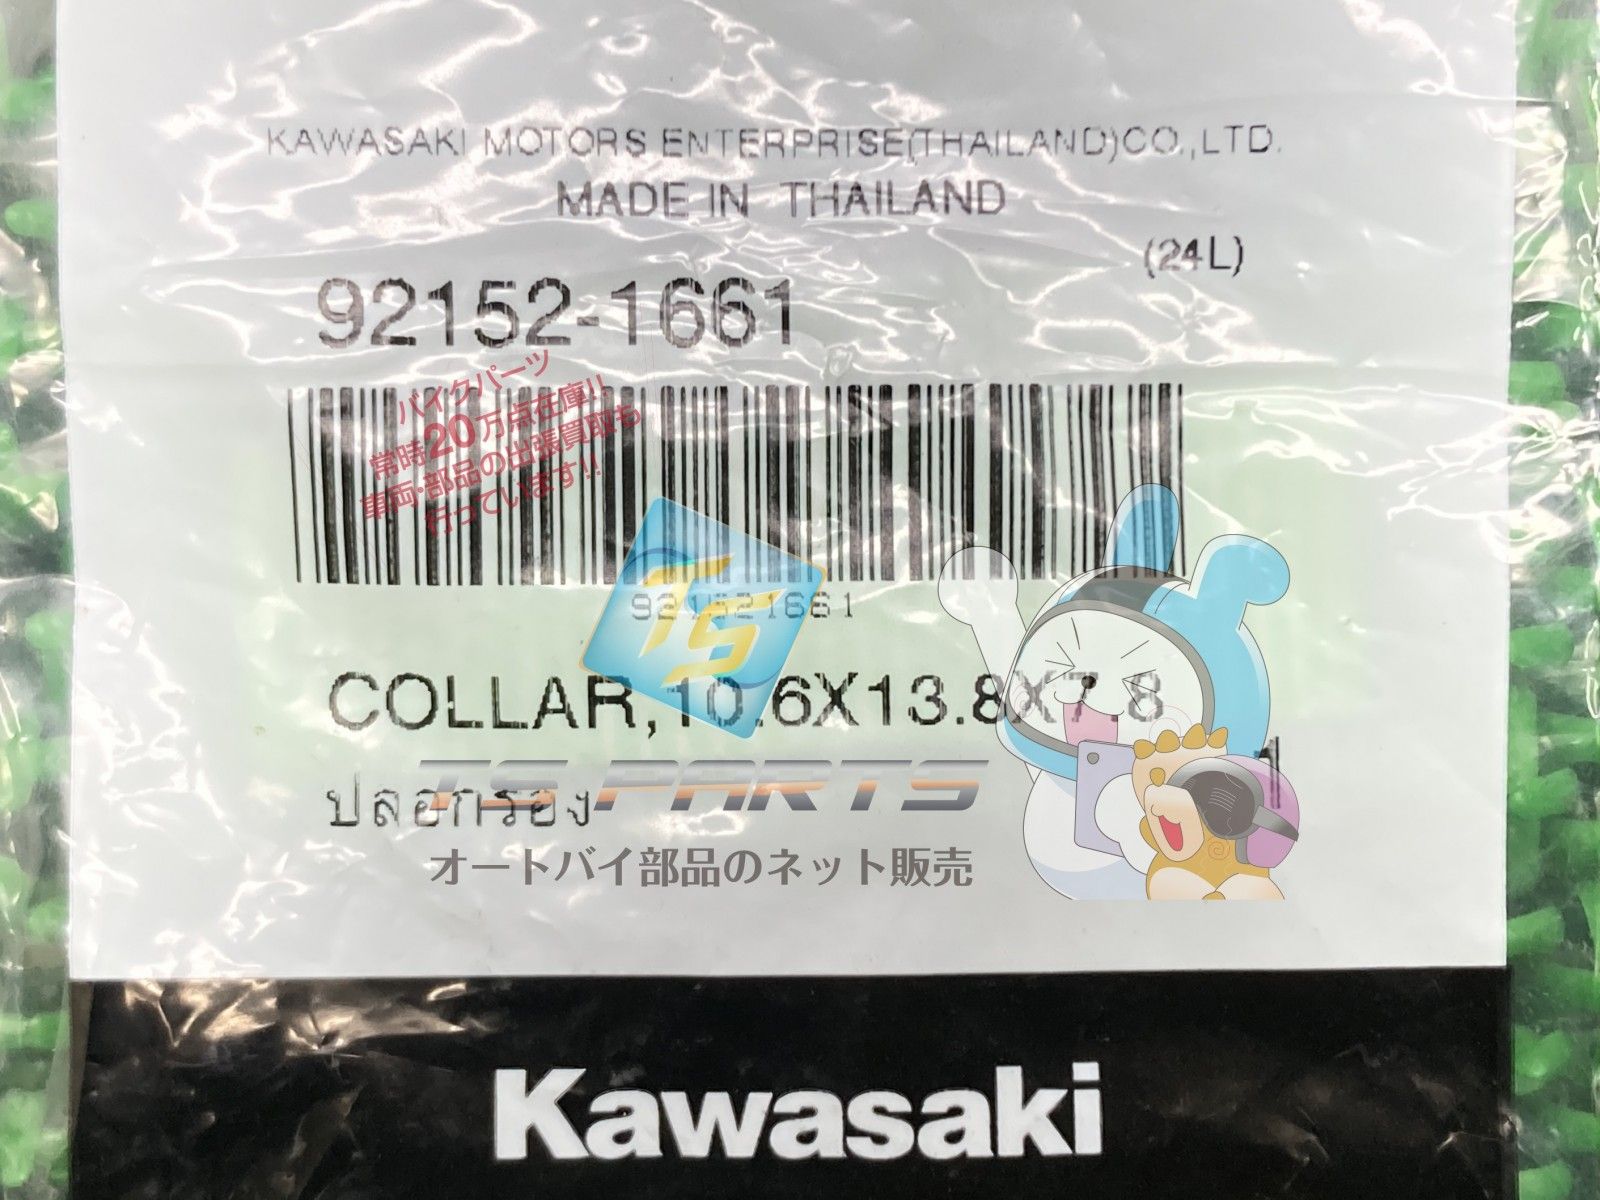 KAWASAKI MOTORS ENTERPRISE(THAILAND)CO.,LTD.
MADE IN THAILAND
(24L)
92152-1661
バイクパーツ
常時20万点在庫!!
車両・部品の出張買取も
行っています!!
921521661
TS
COLLAR,10.6X13.8X7.8
1
ปลอกรอง
TS PARTS
オートバイ部品のネット販売
Kawasaki